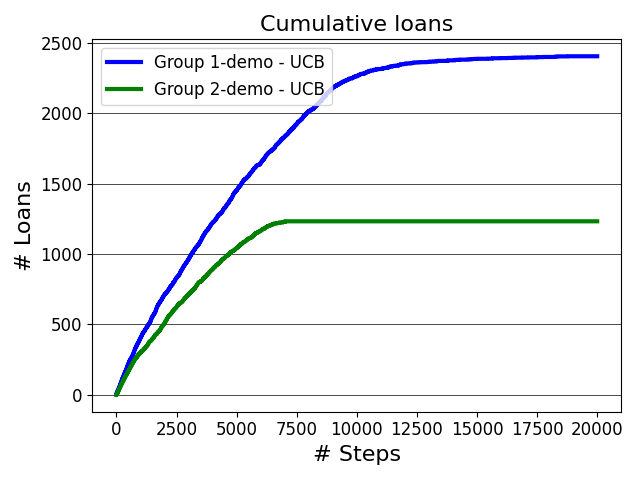 Cumulative loans
Group 1-demo - UCB
Group 2-demo - UCB
# Loans
2500
2000
1500
1000
500
0
0 2500 5000 7500 10000 12500 15000 17500 20000
# Steps